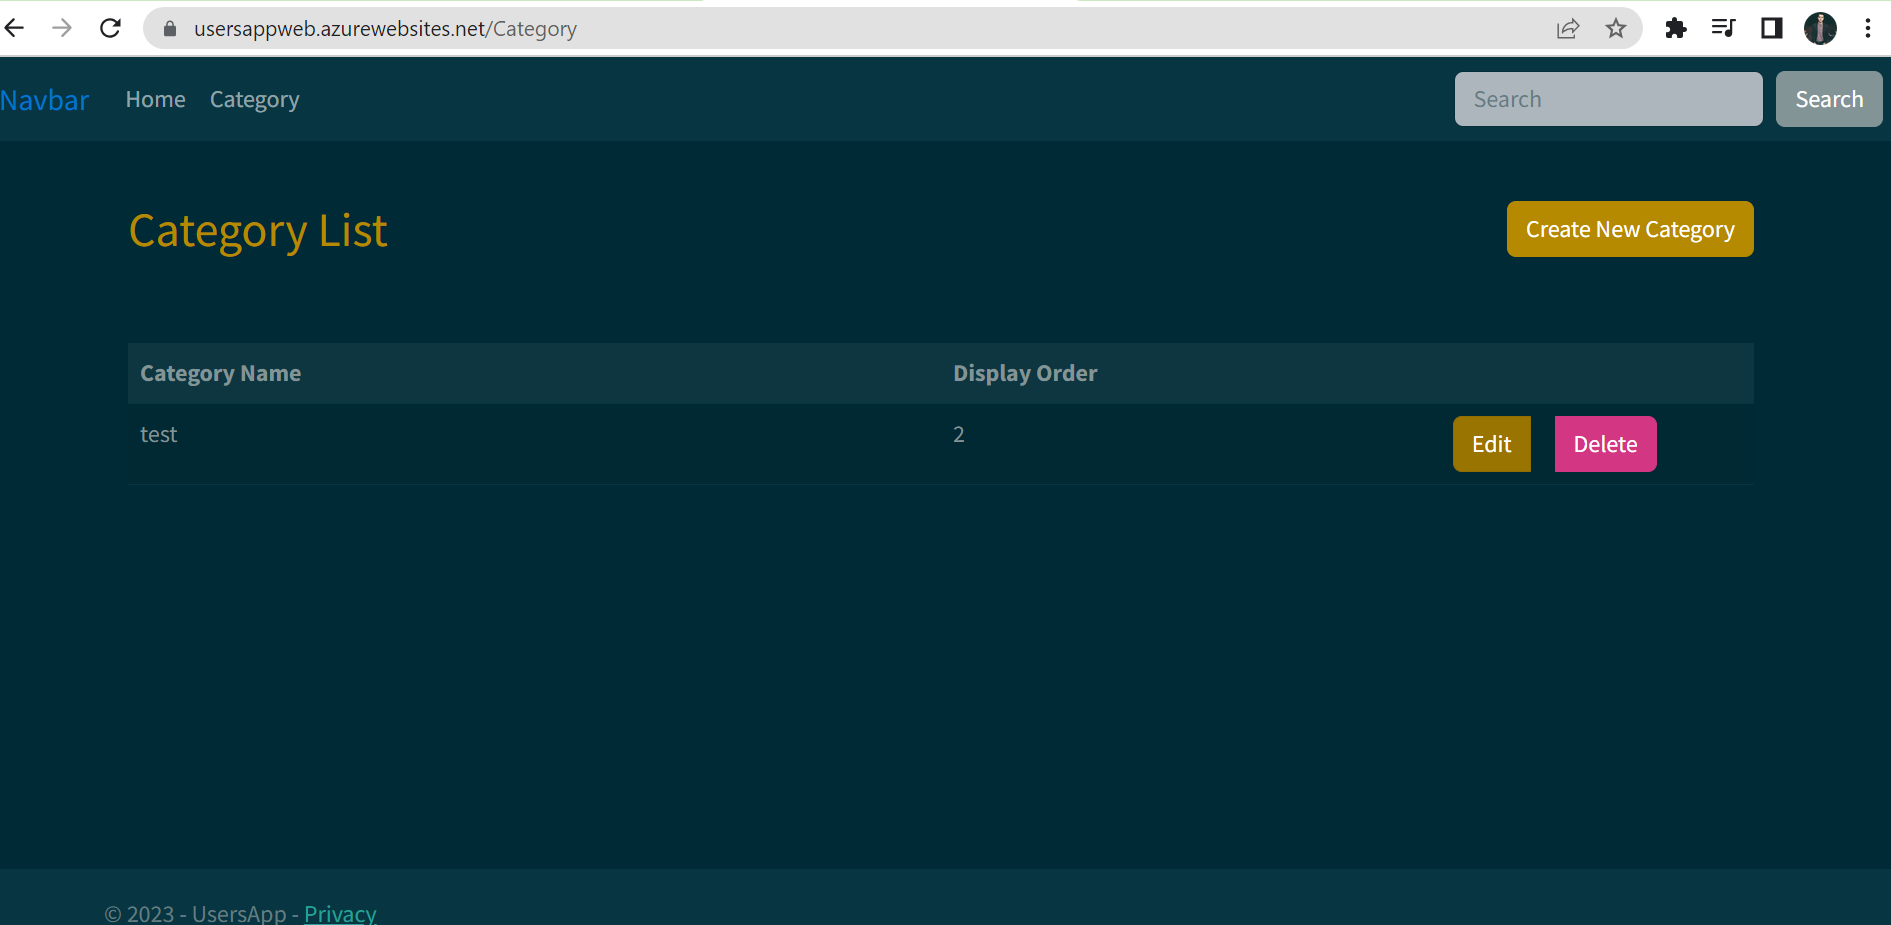 usersappweb.azurewebsites.net/Category
Navbar Home Category Search Search
Category List Create New Category
Category Name Display Order
test 2 Edit Delete
© 2023 - UsersApp - Privacy